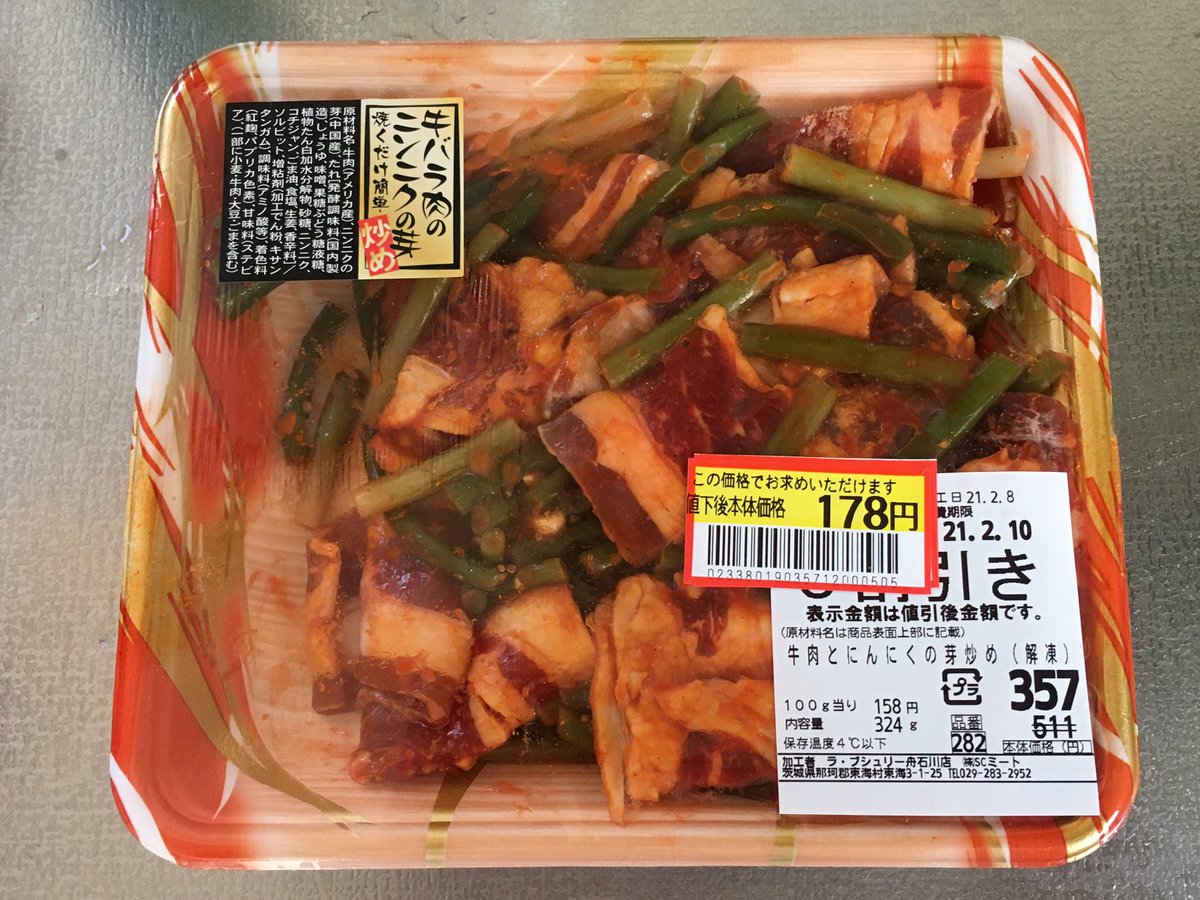 牛バラ肉の
ニンニクの芽
焼くだけ簡単・
炒め
原材料名:牛肉(アメリカ産)、ニンニクの
芽(中国産)、たれ[発酵調味料(国内製
造)、しょうゆ、味噌、果糖ぶどう糖液糖、
植物たん白加水分解物、砂糖、ニンニク、
コチジャン、ごま油、食塩、生姜、香辛料]/
ソルビット、増粘剤(加工でん粉、キサン
タンガム)、調味料(アミノ酸等)、着色料
(紅麹、パプリカ色素)、甘味料(ステビ
ア)、(一部に小麦・牛肉・大豆・ごまを含む)
この価格でお求めいただけます
値下後本体価格 178円
02338019035712000505
工日 21.2.8
期限
21.2.10
引き
表示金額は値引後金額です。
(原材料名は商品表面上部に記載)
牛肉とにんにくの芽炒め(解凍)
プラ
357
511
100g当り 158円
内容量 324g
品番
282
本体価格(円)
保存温度4℃以下
加工者 ラ・ブシュリー舟石川店 ㈱SCミート
茨城県那珂郡東海村東海3-1-25 TEL029-283-2952